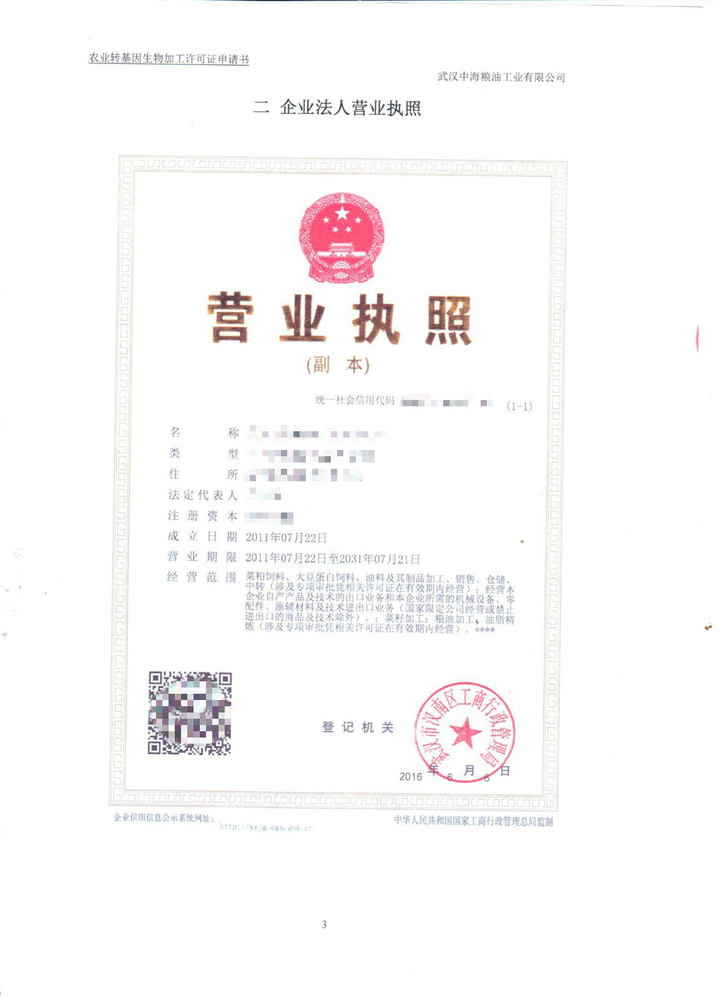 农业转基因生物加工许可证申请书
武汉中海粮油工业有限公司
二 企业法人营业执照
营业执照
(副 本)
统一社会信用代码
(1-1)
名 称
类 型
住 所
法定代表人
注册资本
成立日期 2011年07月22日
营业期限 2011年07月22日至2031年07月21日
经营范围 菜粕饲料、大豆蛋白饲料、油料及其制品加工、销售、仓储、
中转（涉及专项审批凭相关许可证在有效期内经营）；经营本
企业自产产品及技术的出口业务和本企业所需的机械设备、零
配件、原辅材料及技术进出口业务（国家限定公司经营或禁止
进出口的商品及技术除外）。；菜籽加工；粮油加工、油脂精
炼（涉及专项审批凭相关许可证在有效期内经营）。****
登记机关
武汉市汉南区工商行政管理局
2016 年 6 月 6 日
企业信用信息公示系统网址：
http://xyjg.egs.gov.cn
中华人民共和国国家工商行政管理总局监制
3